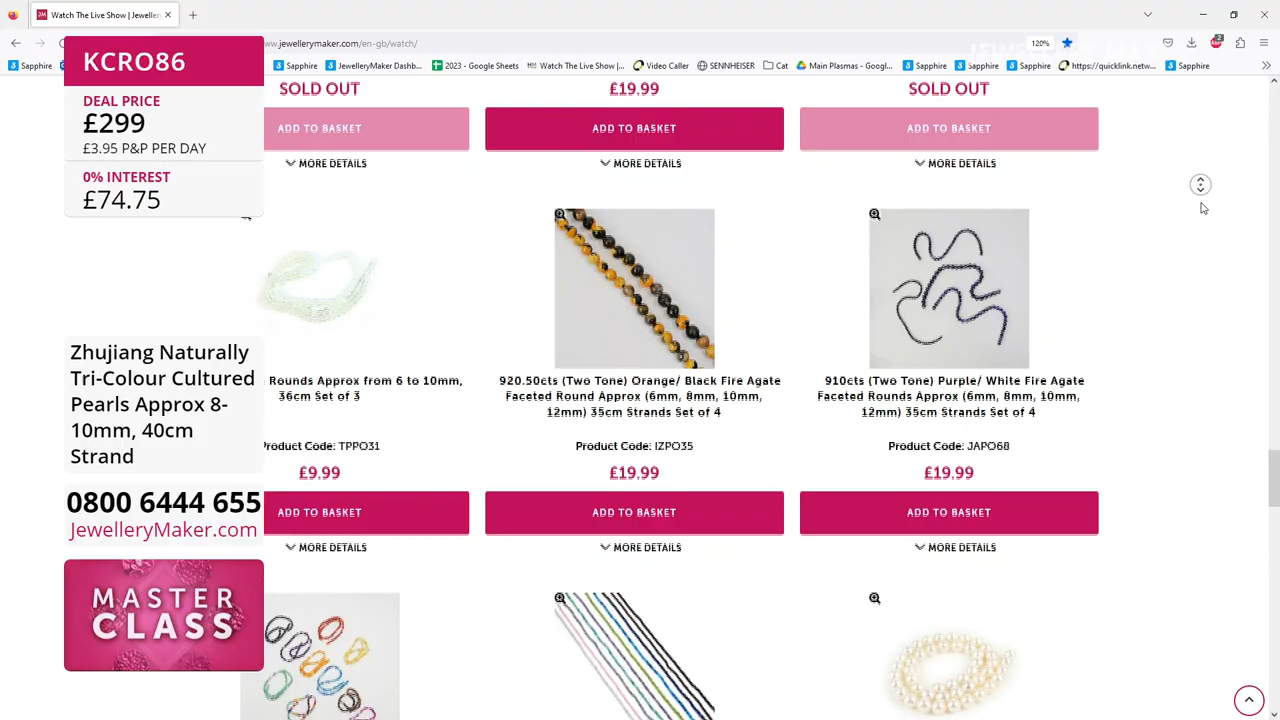 Watch The Live Show | Jeweller
ww.jewellerymaker.com/en-gb/watch/
120%
2
Sapphire
Sapphire
JewelleryMaker Dashb...
2023 - Google Sheets
Watch The Live Show |...
Video Caller
SENNHEISER
Cat
Main Plasmas - Googl...
Sapphire
Sapphire
Sapphire
https://quicklink.netw...
Sapphire
KCRO86
DEAL PRICE
£299
£3.95 P&P PER DAY
0% INTEREST
£74.75
Zhujiang Naturally
Tri-Colour Cultured
Pearls Approx 8-
10mm, 40cm
Strand
0800 6444 655
JewelleryMaker.com
MASTER
CLASS
SOLD OUT
£19.99
SOLD OUT
ADD TO BASKET
ADD TO BASKET
ADD TO BASKET
MORE DETAILS
MORE DETAILS
MORE DETAILS
Rounds Approx from 6 to 10mm,
36cm Set of 3
Product Code: TPPO31
£9.99
ADD TO BASKET
MORE DETAILS
920.50cts (Two Tone) Orange/ Black Fire Agate
Faceted Round Approx (6mm, 8mm, 10mm,
12mm) 35cm Strands Set of 4
Product Code: IZPO35
£19.99
ADD TO BASKET
MORE DETAILS
910cts (Two Tone) Purple/ White Fire Agate
Faceted Rounds Approx (6mm, 8mm, 10mm,
12mm) 35cm Strands Set of 4
Product Code: JAPO68
£19.99
ADD TO BASKET
MORE DETAILS